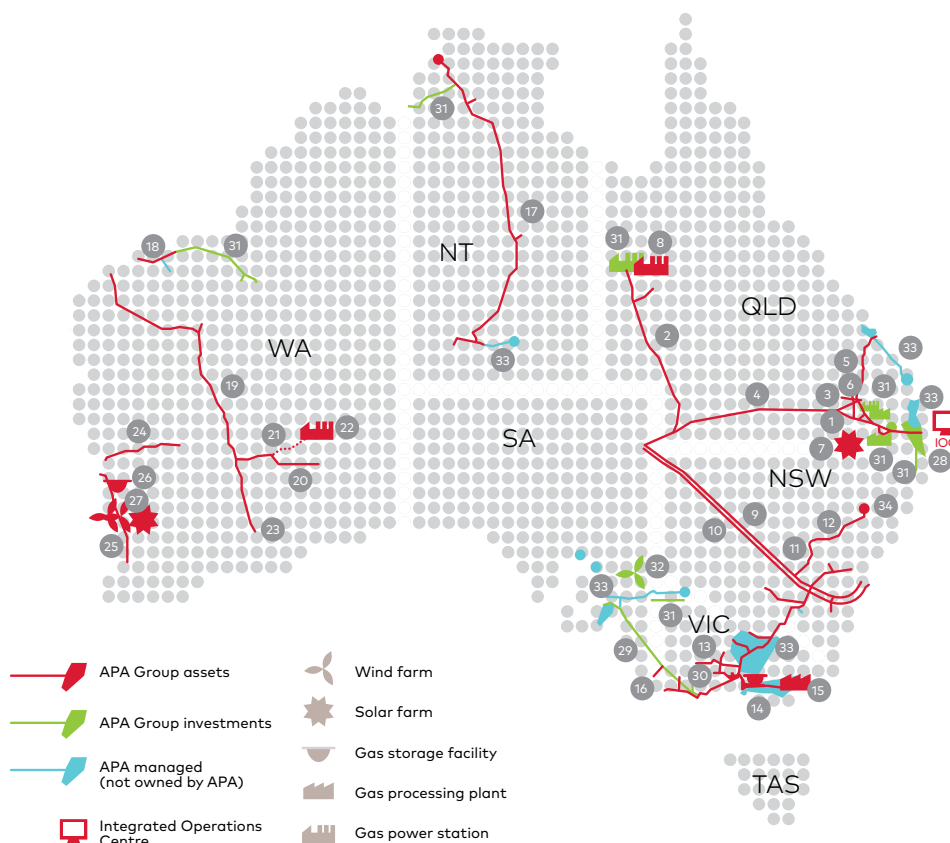 31
17
NT
18
31
31
8
QLD
2
33
WA
33
5
6
31
3
33
19
4
1
IOC
24
21
22
SA
7
31
31
28
20
26
NSW
27
9
34
23
10
12
25
11
32
33
31
VIC
29
13
33
30
16
15
14
APA Group assets
APA Group investments
APA managed
(not owned by APA)
Integrated Operations
Centre
Wind farm
Solar farm
Gas storage facility
Gas processing plant
Gas power station
TAS